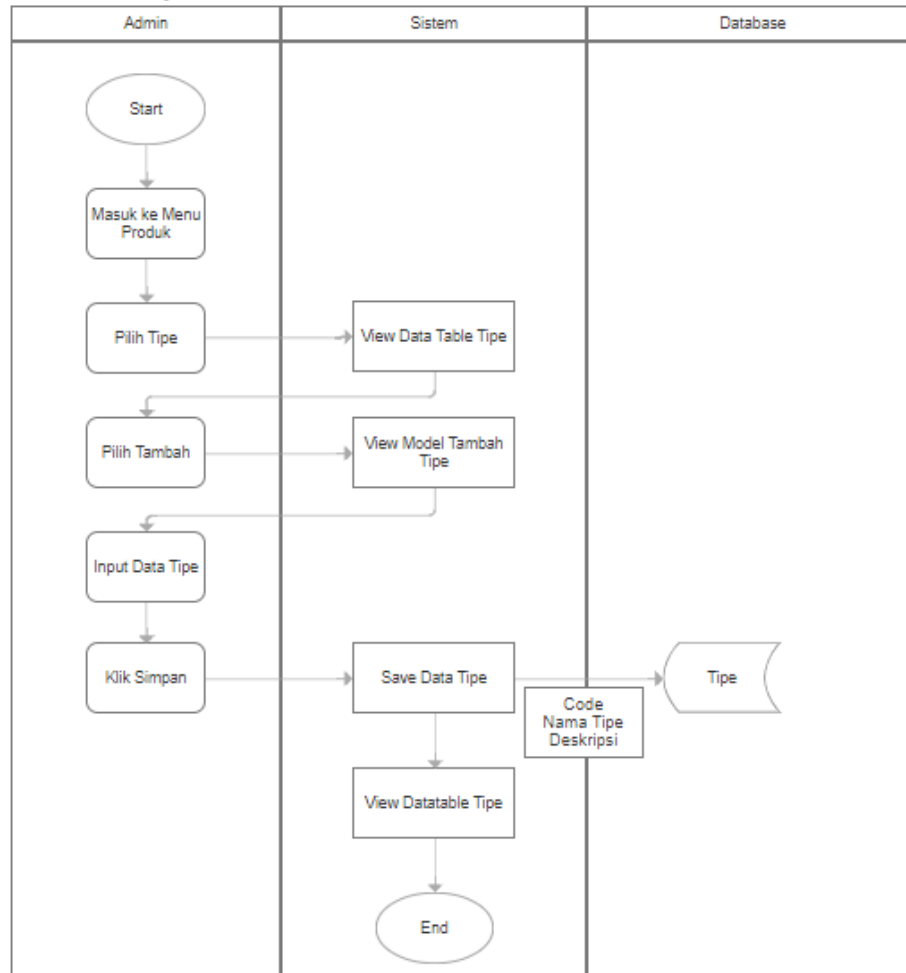 Admin
Sistem
Database
Start
Masuk ke Menu
Produk
Pilih Tipe
View Data Table Tipe
Pilih Tambah
View Model Tambah
Tipe
Input Data Tipe
Klik Simpan
Save Data Tipe
Tipe
Code
Nama Tipe
Deskripsi
View Datatable Tipe
End